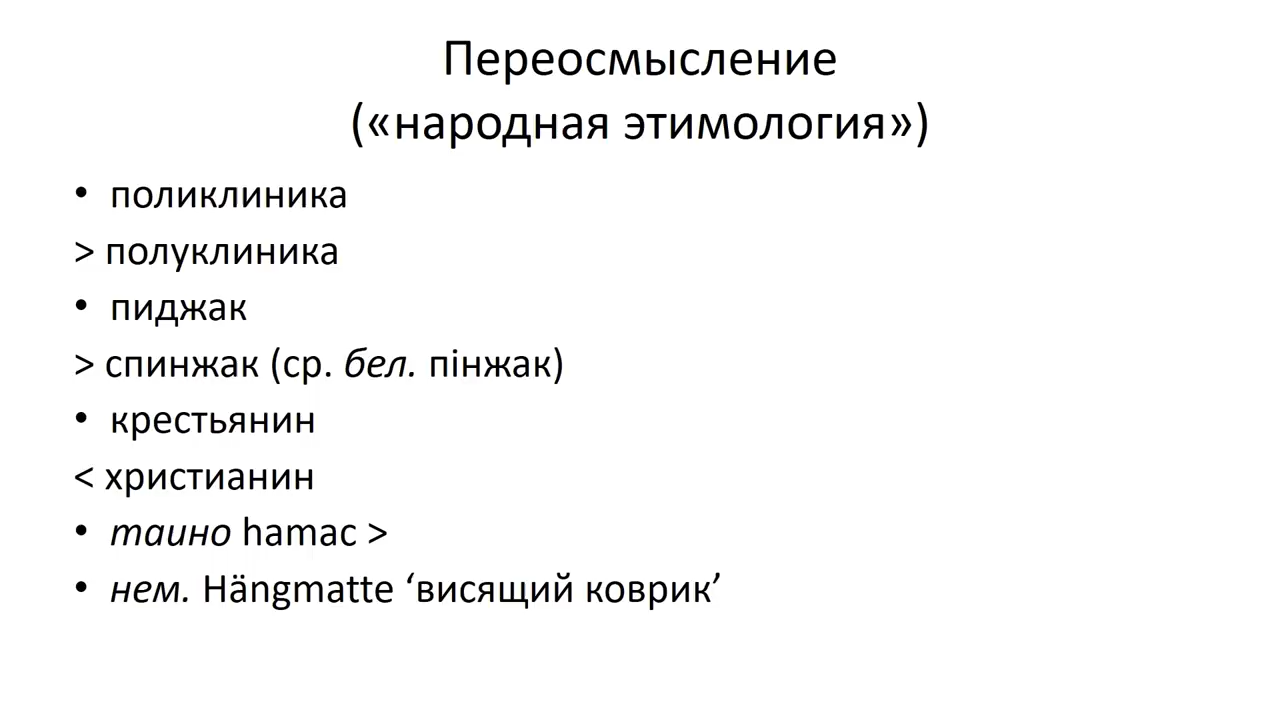 Переосмысление
(«народная этимология»)
• поликлиника
> полуклиника
• пиджак
> спинжак (ср. бел. пінжак)
• крестьянин
< христианин
• таино hamac >
• нем. Hängmatte ‘висящий коврик’